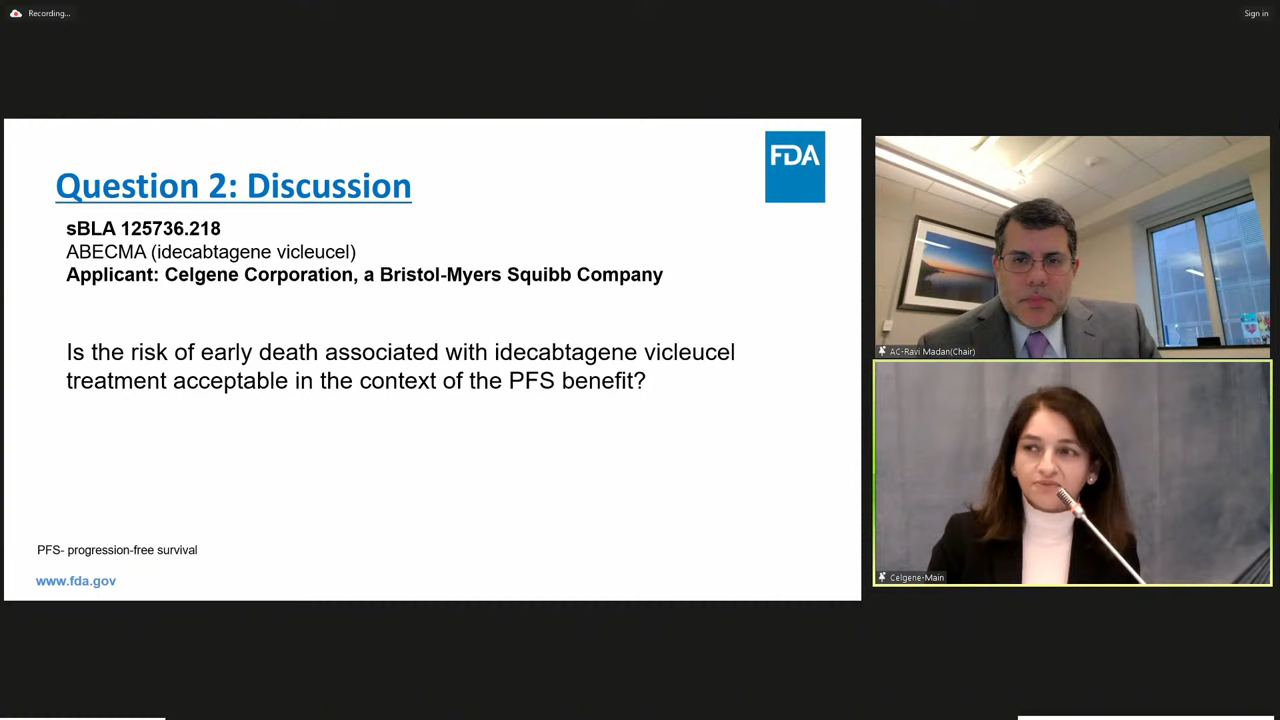 Recording...
Sign in
FDA
Question 2: Discussion
sBLA 125736.218
ABECMA (idecabtagene vicleucel)
Applicant: Celgene Corporation, a Bristol-Myers Squibb Company
Is the risk of early death associated with idecabtagene vicleucel
treatment acceptable in the context of the PFS benefit?
PFS- progression-free survival
www.fda.gov
AC-Ravi Madan(Chair)
Celgene-Main